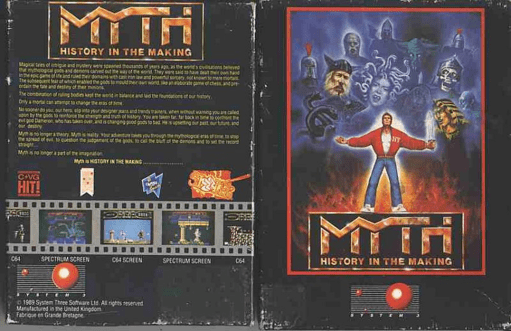 MYTH
HISTORY IN THE MAKING
Magical tales of intrigue and mystery were spawned thousands of years ago, as the world's civilisations believed
that mythological gods and demons carved out the way of the world. They were said to have dealt their own hand
in the epic game of life and ruled their domains with cast iron law and powerful sorcery, not known to mere mortals.
The subsequent fear of which enabled the gods to mould their own world, like an elaborate game of chess, and pre-
ordain the fate and destiny of their minions.
The combination of ruling bodies kept the world in balance and laid the foundations of our history.
Only a mortal can attempt to change the eras of time.
So sooner do you, our hero, slip into your designer jeans and trendy trainers, when without warning you are called
upon by the gods to reinforce the strength and truth of history. You are taken far, far back in time to confront the
evil god Dameron, who has taken over, and is changing good gods to bad. He is upsetting our past, our future, and
our destiny.
Myth is no longer a theory. Myth is reality. Your adventure takes you through the mythological eras of time, to stop
the spread of evil, to question the judgement of the gods, to call the bluff of the demons and to set the record
straight...
Myth is no longer a part of the imagination.
Myth is HISTORY IN THE MAKING
C+VG
HIT!
C64
SPECTRUM SCREEN
C64 SCREEN
SPECTRUM SCREEN
C64
SYSTEM 3
© 1989 System Three Software Ltd. All rights reserved.
Manufactured in the United Kingdom.
Fabrique en Grande Bretagne.
HIT
MYTH
HISTORY IN THE MAKING
SYSTEM 3